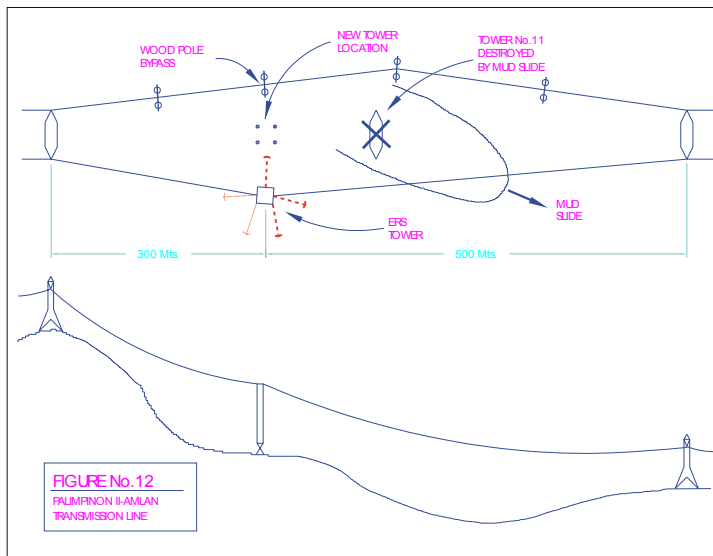 WOOD POLE
BYPASS
NEW TOWER
LOCATION
TOWER No.11
DESTROYED
BY MUD SLIDE
MUD
SLIDE
ERS
TOWER
300 Mts.
500 Mts.
FIGURE No.12
PALIMPINON II-AMLAN
TRANSMISSION LINE